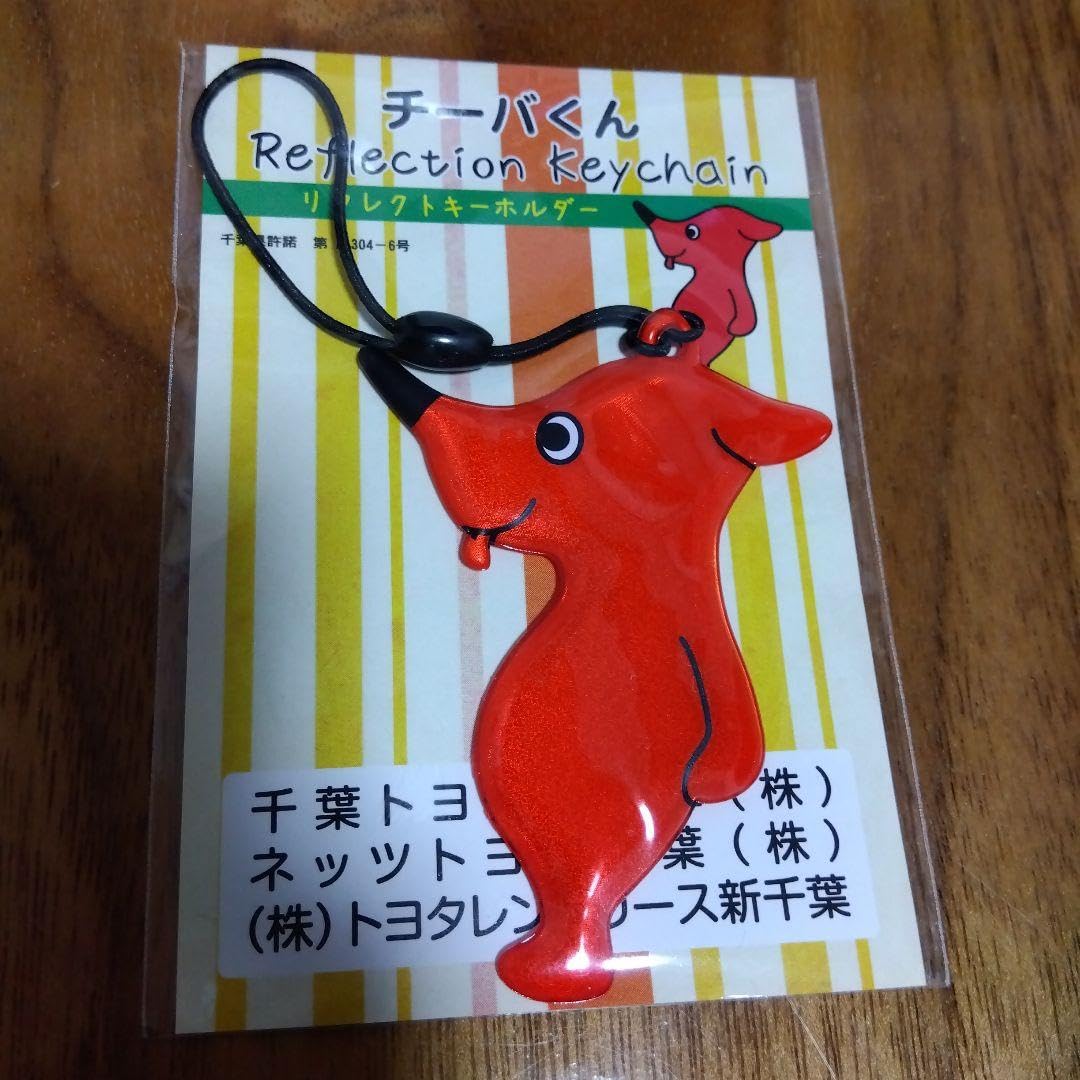 チーバくん
Reflection Keychain
リフレクトキーホルダー
千葉県許諾 第 304-6号
千葉トヨ (株)
ネッツトヨ 葉(株)
(株)トヨタレン リース新千葉